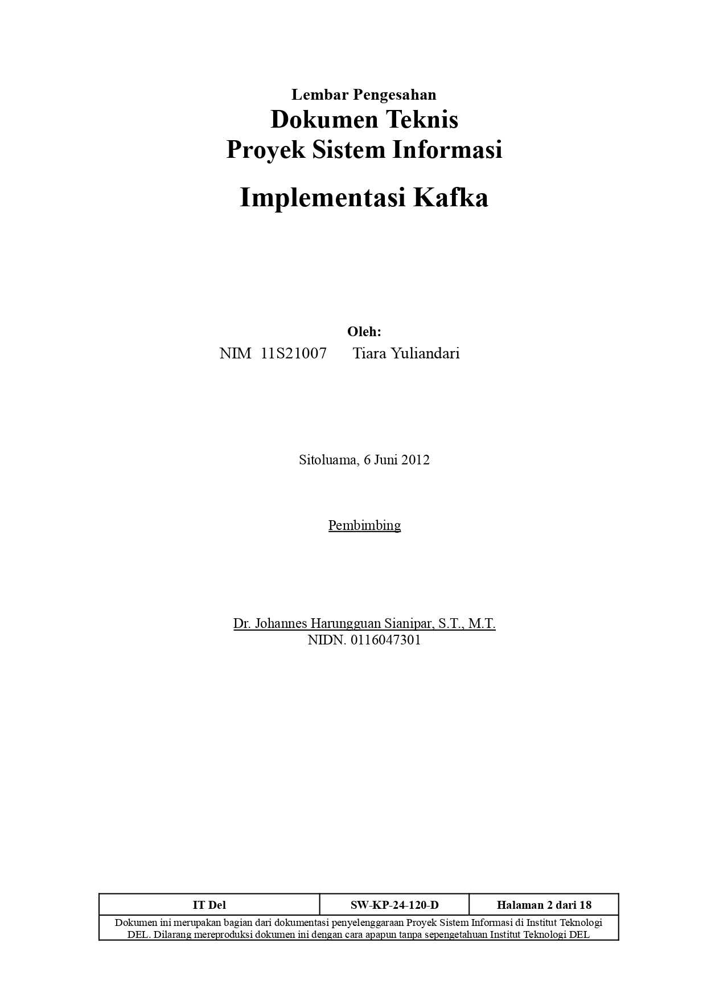 Lembar Pengesahan
Dokumen Teknis
Proyek Sistem Informasi
Implementasi Kafka
Oleh:
NIM 11S21007 Tiara Yuliandari
Sitoluama, 6 Juni 2012
Pembimbing
Dr. Johannes Harungguan Sianipar, S.T., M.T.
NIDN. 0116047301
IT Del SW-KP-24-120-D Halaman 2 dari 18
Dokumen ini merupakan bagian dari dokumentasi penyelenggaraan Proyek Sistem Informasi di Institut Teknologi
DEL. Dilarang mereproduksi dokumen ini dengan cara apapun tanpa sepengetahuan Institut Teknologi DEL